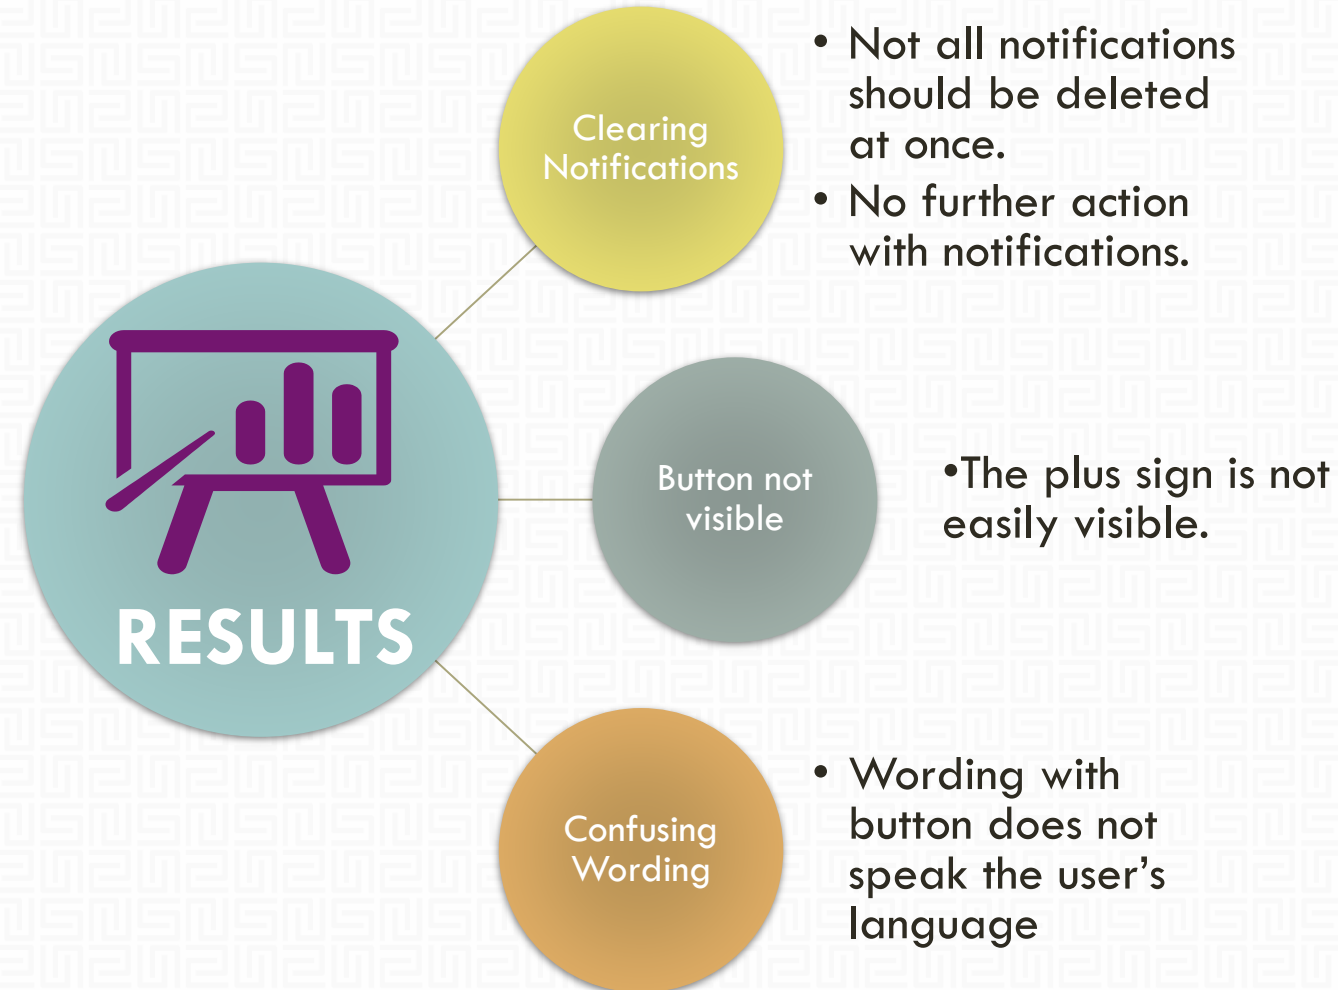 RESULTS
Clearing
Notifications
• Not all notifications
should be deleted
at once.
• No further action
with notifications.
Button not
visible
•The plus sign is not
easily visible.
Confusing
Wording
• Wording with
button does not
speak the user’s
language